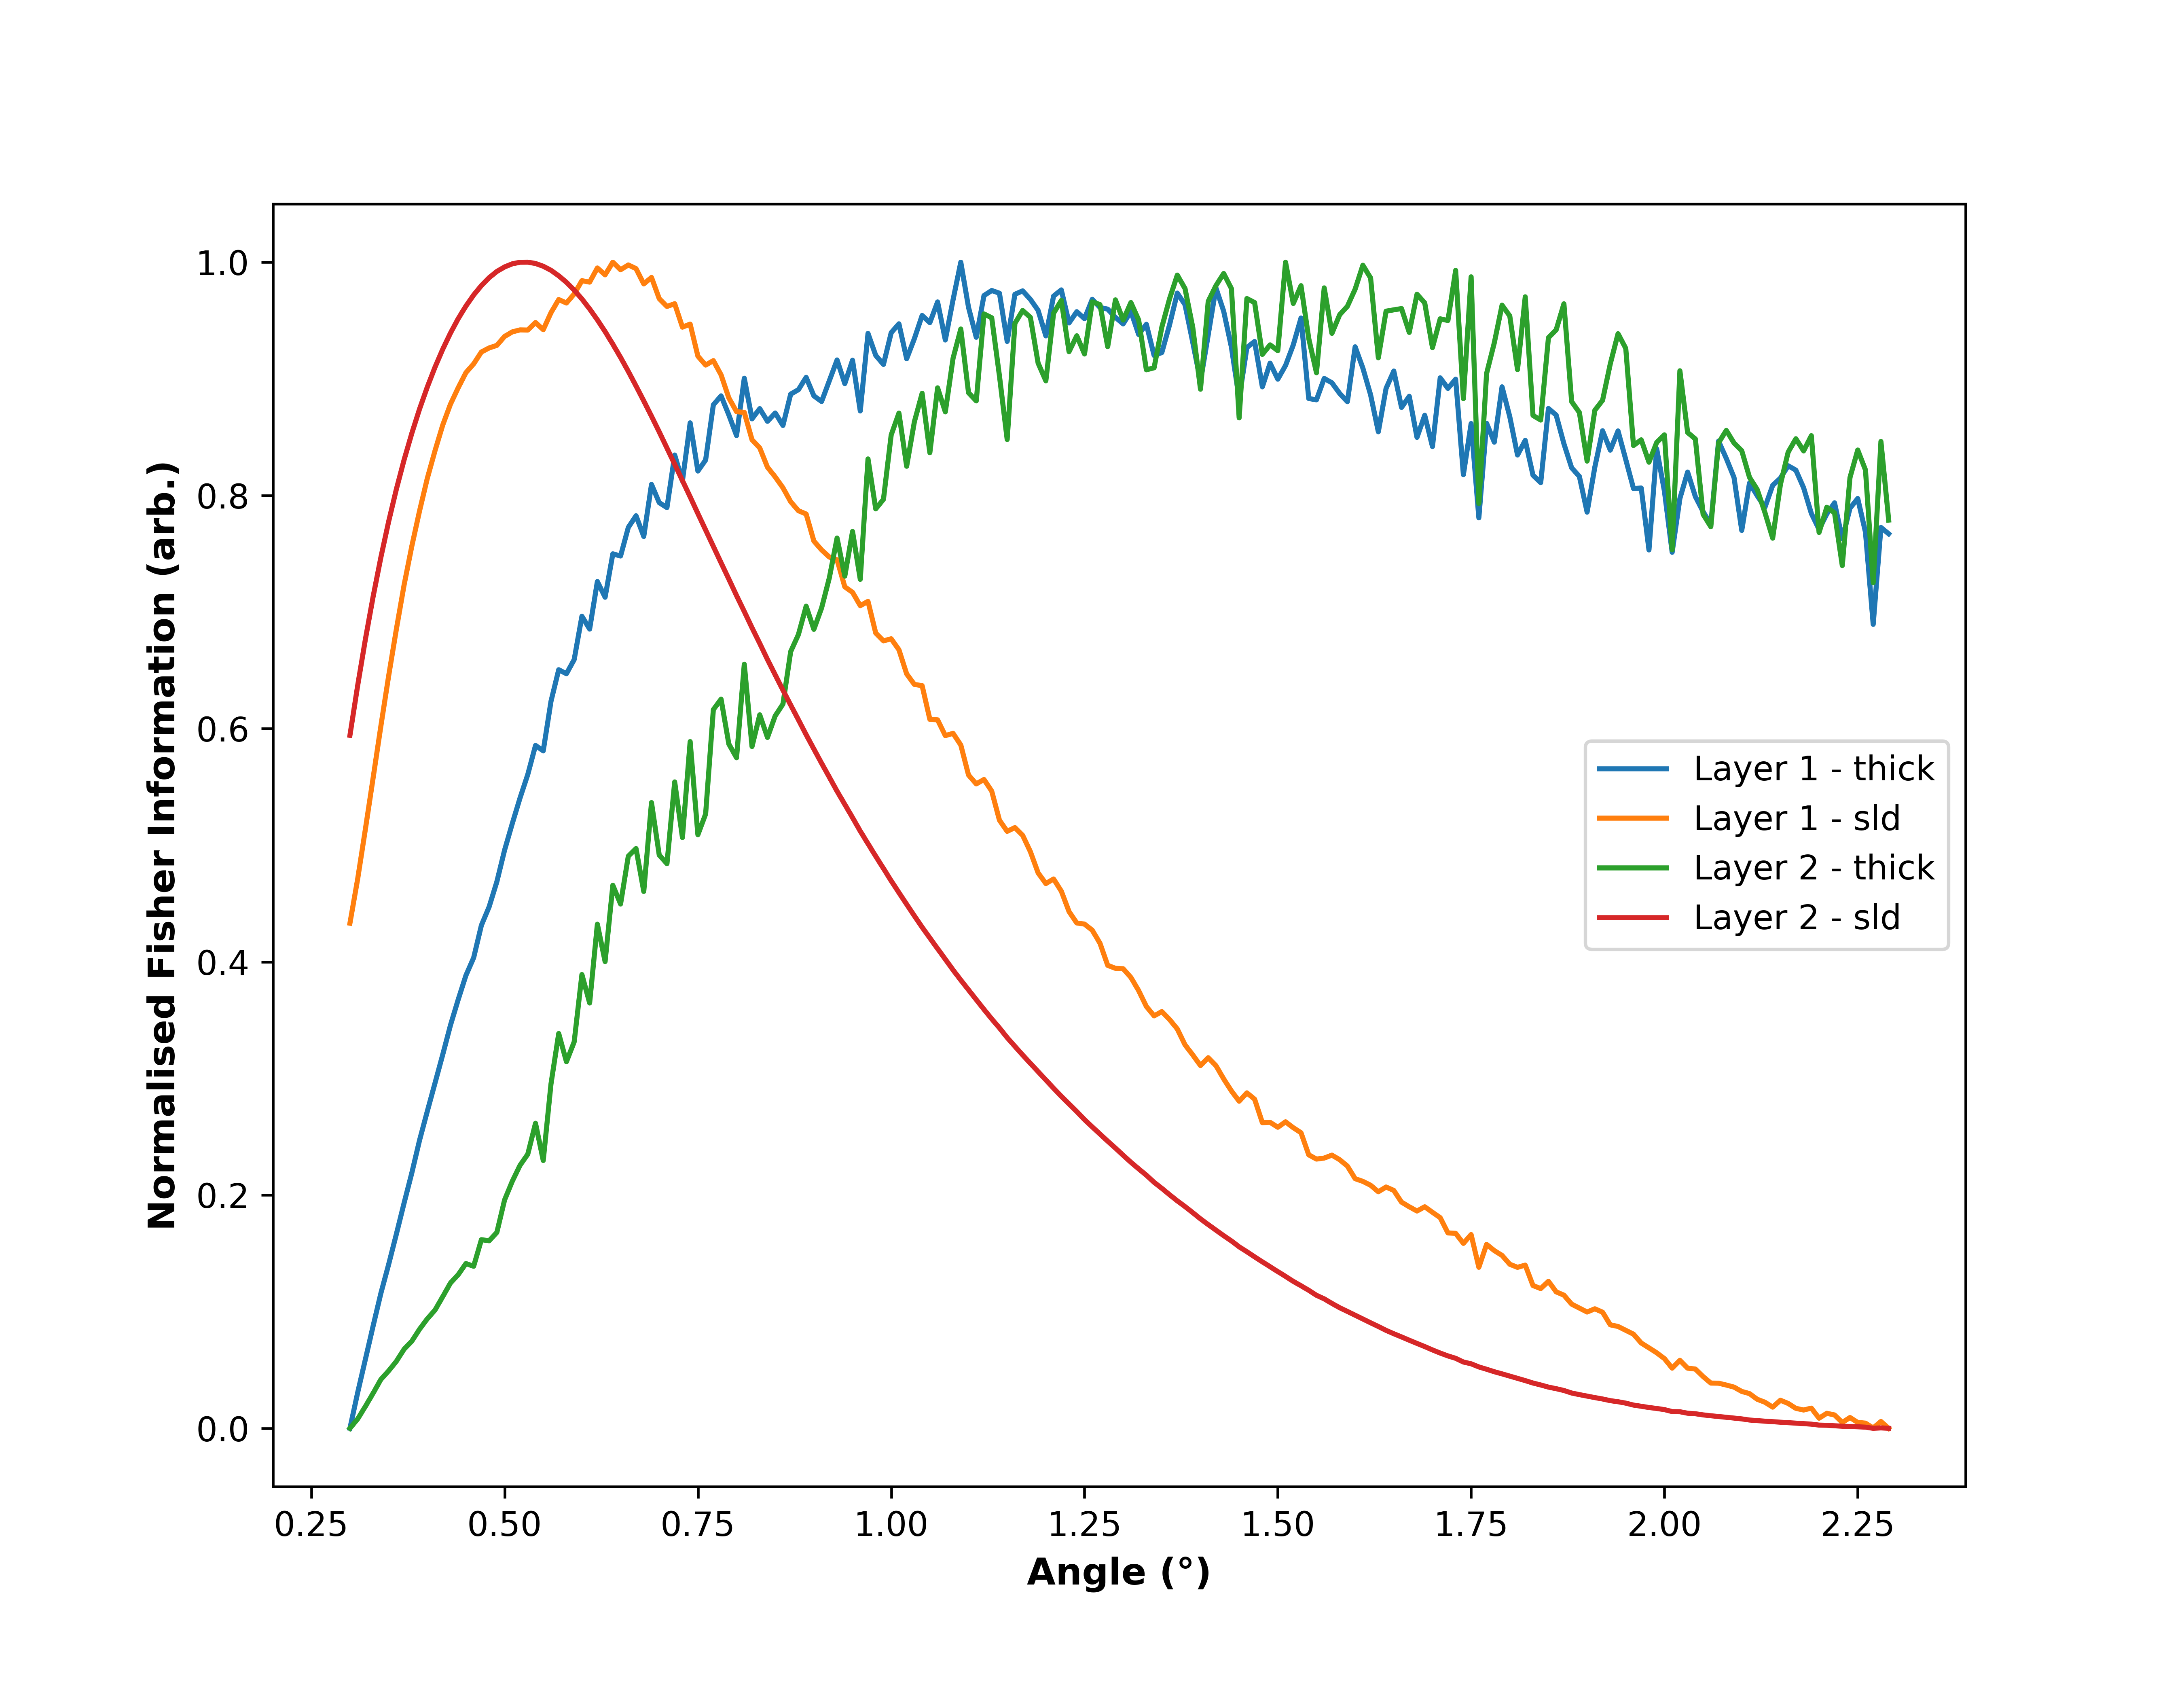 Normalised Fisher Information (arb.)
1.0
0.8
0.6
0.4
0.2
0.0
Layer 1 - thick
Layer 1 - sld
Layer 2 - thick
Layer 2 - sld
0.25 0.50 0.75 1.00 1.25 1.50 1.75 2.00 2.25
Angle (°)